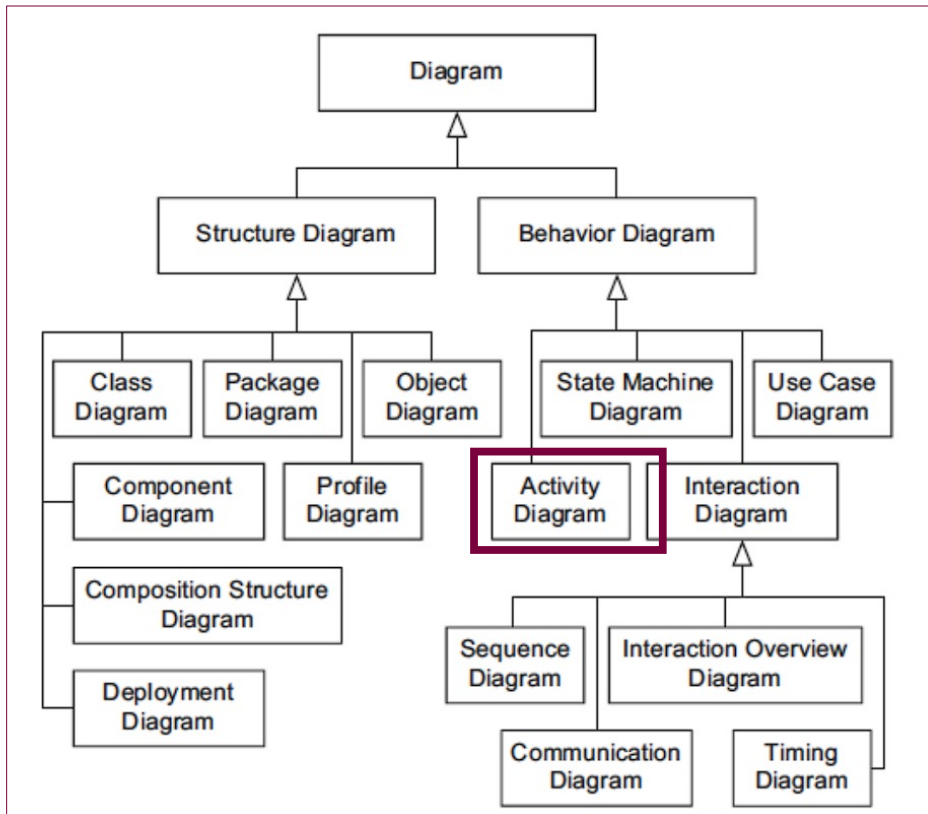 Diagram
Structure Diagram
Behavior Diagram
Class
Diagram
Package
Diagram
Object
Diagram
State Machine
Diagram
Use Case
Diagram
Component
Diagram
Profile
Diagram
Activity
Diagram
Interaction
Diagram
Composition Structure
Diagram
Deployment
Diagram
Sequence
Diagram
Interaction Overview
Diagram
Communication
Diagram
Timing
Diagram